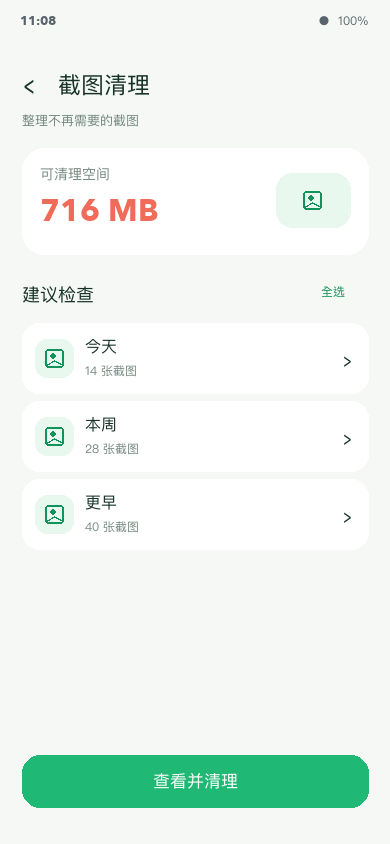 11:08
100%
截图清理
整理不再需要的截图
可清理空间
716 MB
建议检查
全选
今天
14 张截图
本周
28 张截图
更早
40 张截图
查看并清理